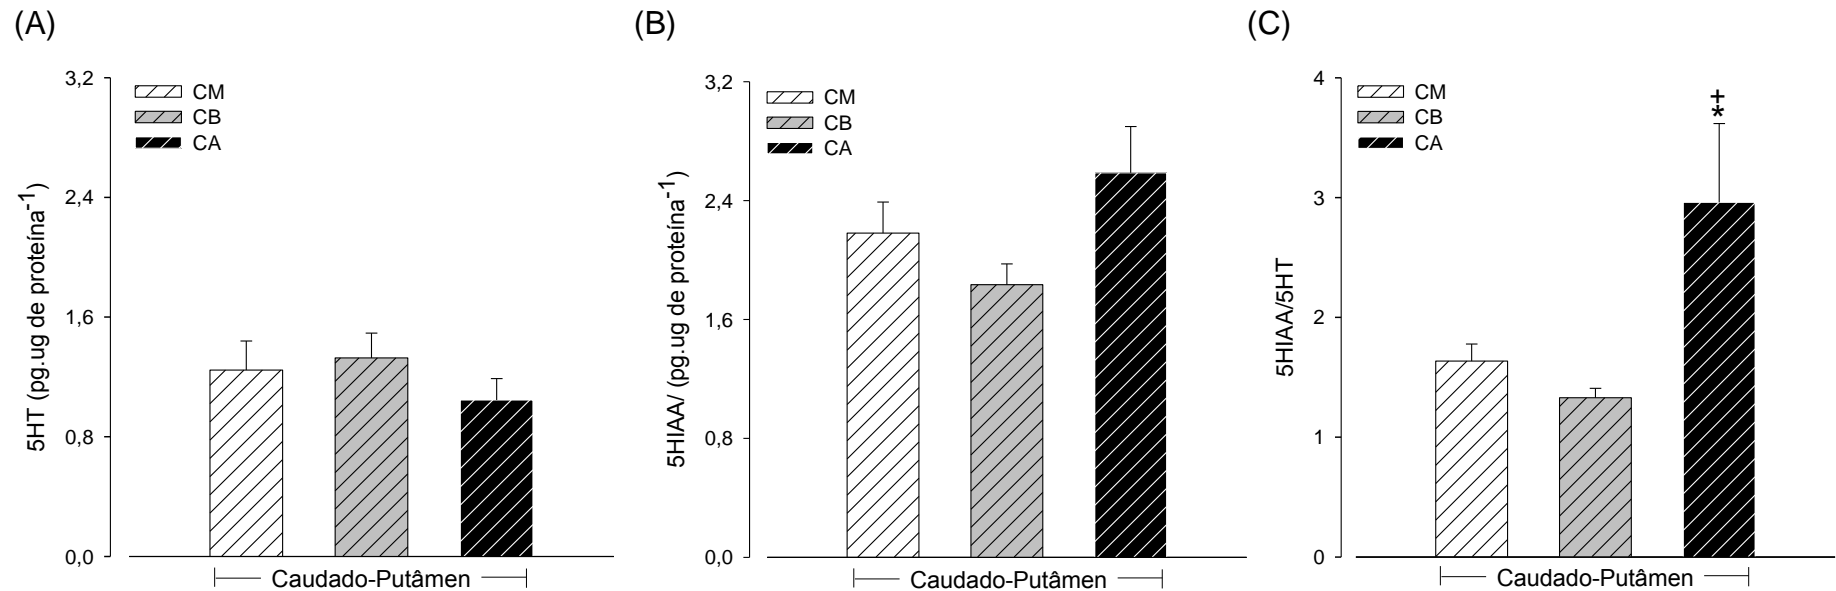 (A)
5HT (pg.ug de proteína-1)
3,2
2,4
1,6
0,8
0,0
CM
CB
CA
Caudado-Putâmen
(B)
5HIAA/ (pg.ug de proteína-1)
3,2
2,4
1,6
0,8
0,0
CM
CB
CA
Caudado-Putâmen
(C)
5HIAA/5HT
4
3
2
1
0
CM
CB
CA
+
*
Caudado-Putâmen